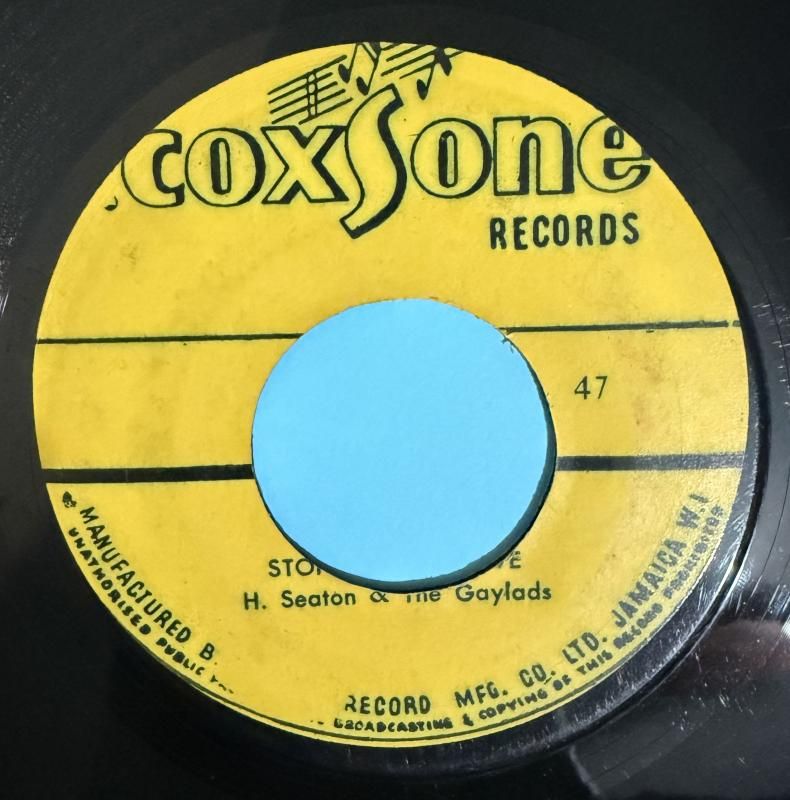 coxSone
RECORDS
47
H. Seaton & The Gaylads
MANUFACTURED B
RECORD MFG. CO. LTD. JAMAICA W.I
UNATHORISED PUBLIC
BROADCASTING & COPYING OF THIS RECORD PROHIBITED